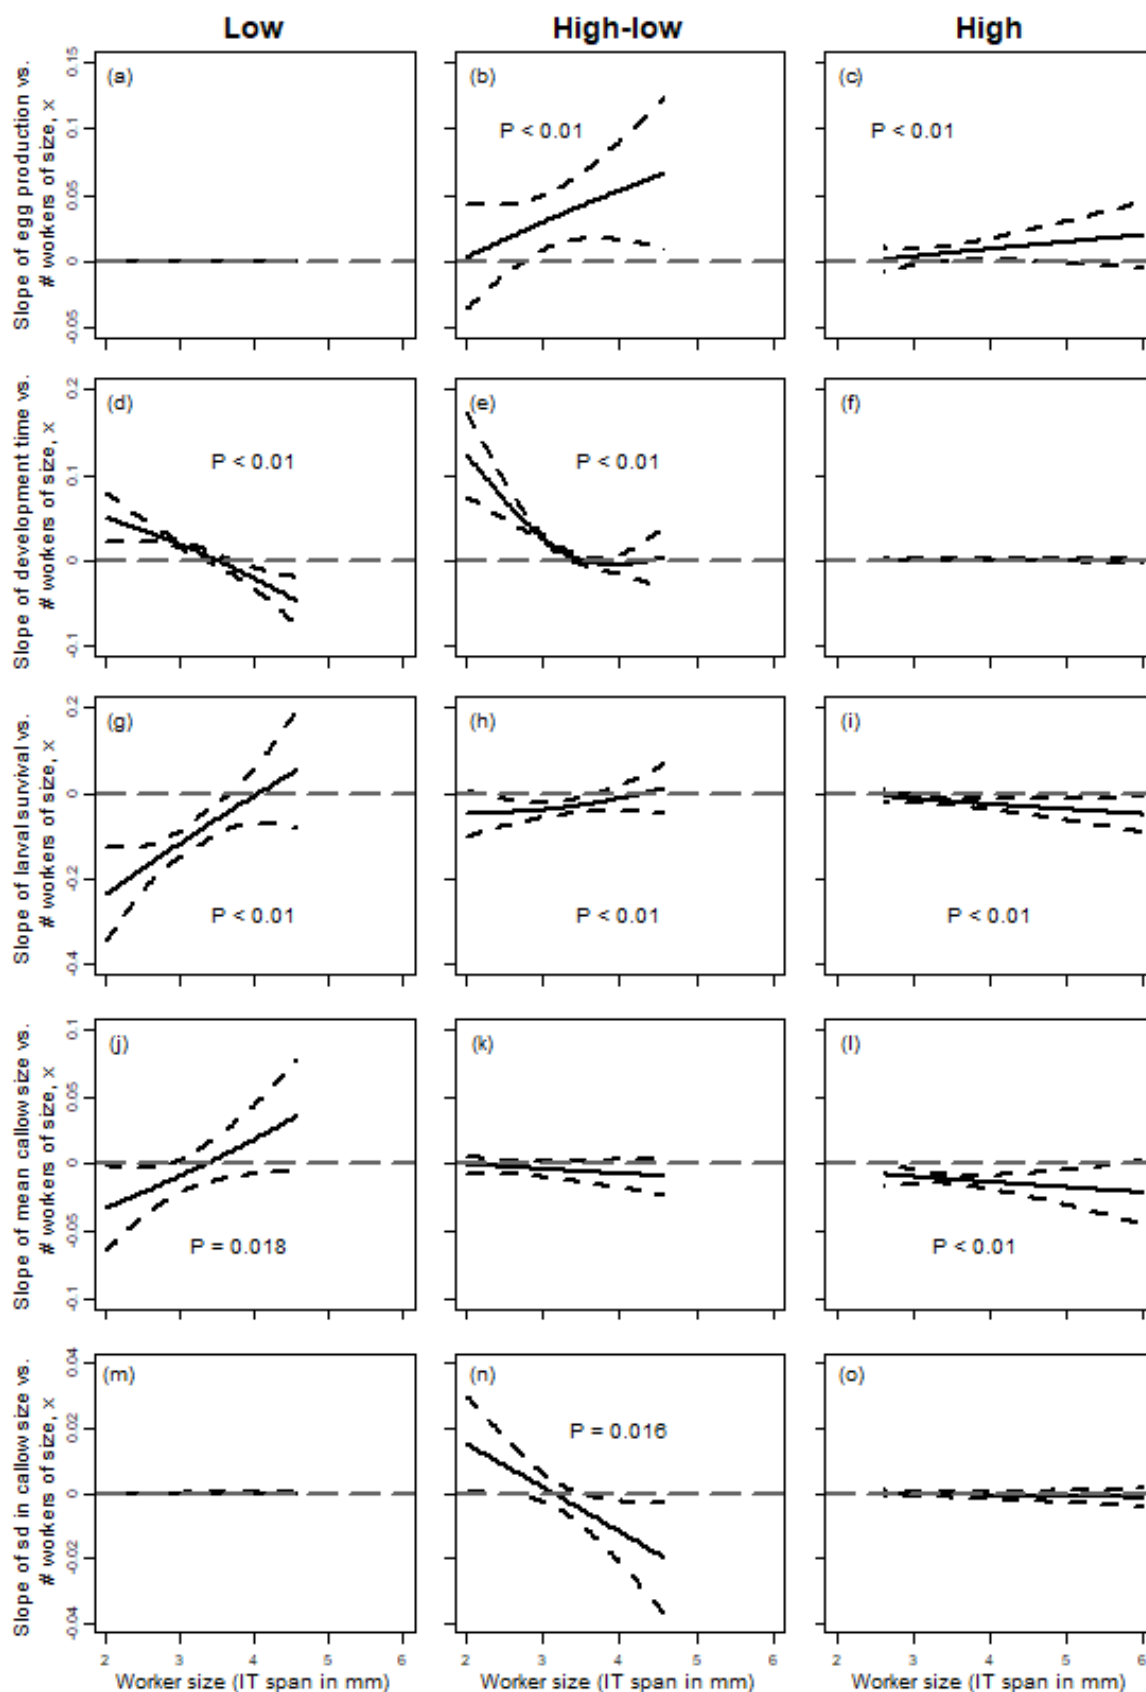 Low High-low High
Slope of egg production vs.
# workers of size, x
0.15
0.1
0.05
0
-0.05
(a)
(b)
P < 0.01
(c)
P < 0.01
2 3 4 5 6
2 3 4 5 6
2 3 4 5 6
Slope of development time vs.
# workers of size, x
0.2
0.1
0
-0.1
(d)
P < 0.01
(e)
P < 0.01
(f)
Slope of larval survival vs.
# workers of size, x
0.2
0
-0.2
-0.4
(g)
P < 0.01
(h)
P < 0.01
(i)
P < 0.01
Slope of mean callow size vs.
# workers of size, x
0.1
0.05
0
-0.05
-0.1
(j)
P = 0.018
(k)
(l)
P < 0.01
Slope of sd in callow size vs.
# workers of size, x
0.04
0.02
0
-0.02
-0.04
(m)
(n)
P = 0.016
(o)
Worker size (IT span in mm) Worker size (IT span in mm) Worker size (IT span in mm)